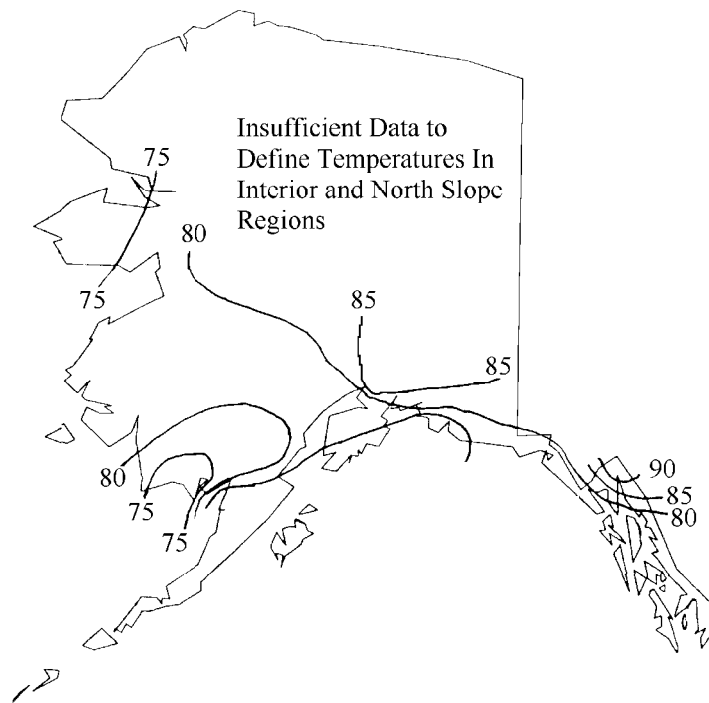 Insufficient Data to
Define Temperatures In
Interior and North Slope
Regions
75
80
75
85
85
80
75
75
90
85
80